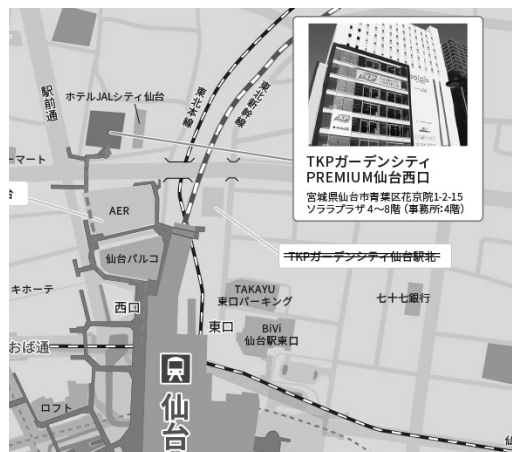 ホテルJALシティ仙台
駅前通
東北本線
東北新幹線
TKP
TKPガーデンシティ
PREMIUM仙台西口
宮城県仙台市青葉区花京院1-2-15
ソララプラザ 4〜8階 (事務所:4階)
ーマート
台
AER
仙台パルコ
TKPガーデンシティ仙台駅北
キホーテ
西口
TAKAYU
東口パーキング
七十七銀行
東口
BiVi
仙台駅東口
おば通
ロフト
仙台
仙